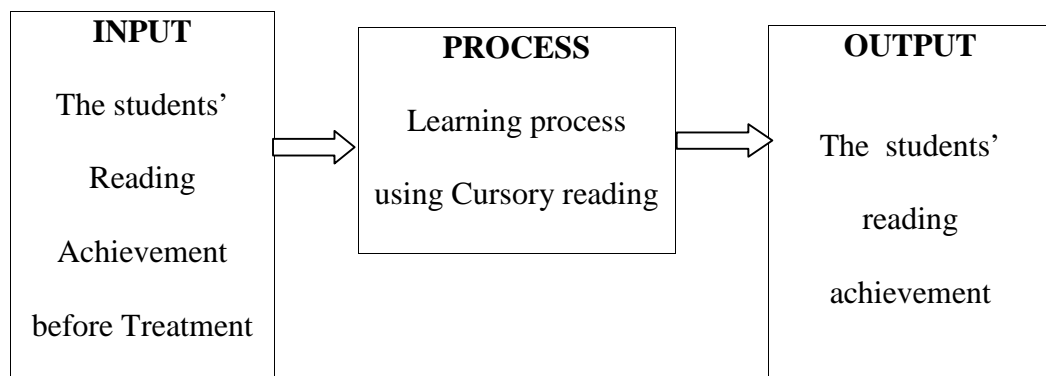 INPUT
The students’
Reading
Achievement
before Treatment
PROCESS
Learning process
using Cursory reading
OUTPUT
The students’
reading
achievement